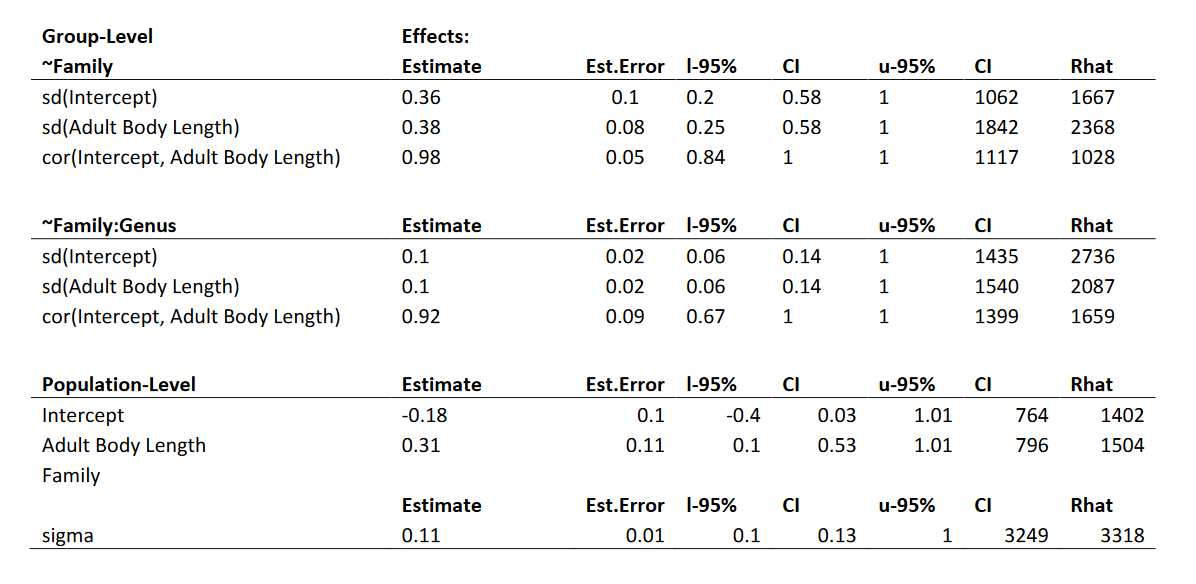 Group-Level Effects:
~Family Estimate Est.Error l-95% CI u-95% CI Rhat
sd(Intercept) 0.36 0.1 0.2 0.58 1 1062 1667
sd(Adult Body Length) 0.38 0.08 0.25 0.58 1 1842 2368
cor(Intercept, Adult Body Length) 0.98 0.05 0.84 1 1 1117 1028
~Family:Genus Estimate Est.Error l-95% CI u-95% CI Rhat
sd(Intercept) 0.1 0.02 0.06 0.14 1 1435 2736
sd(Adult Body Length) 0.1 0.02 0.06 0.14 1 1540 2087
cor(Intercept, Adult Body Length) 0.92 0.09 0.67 1 1 1399 1659
Population-Level Estimate Est.Error l-95% CI u-95% CI Rhat
Intercept -0.18 0.1 -0.4 0.03 1.01 764 1402
Adult Body Length 0.31 0.11 0.1 0.53 1.01 796 1504
Family
Estimate Est.Error l-95% CI u-95% CI Rhat
sigma 0.11 0.01 0.1 0.13 1 3249 3318